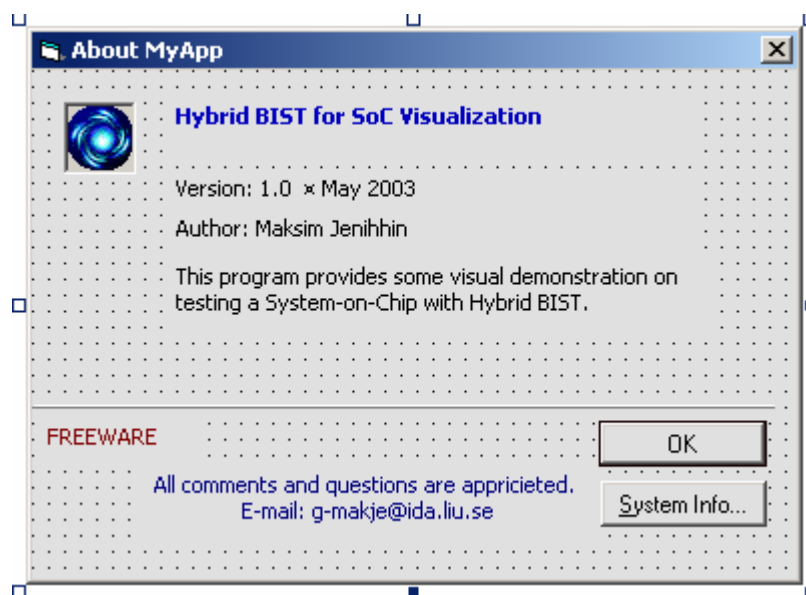 About MyApp
Hybrid BIST for SoC Visualization
Version: 1.0 × May 2003
Author: Maksim Jenihhin
This program provides some visual demonstration on
testing a System-on-Chip with Hybrid BIST.
FREEWARE
OK
All comments and questions are appricieted.
E-mail: g-makje@ida.liu.se
System Info...